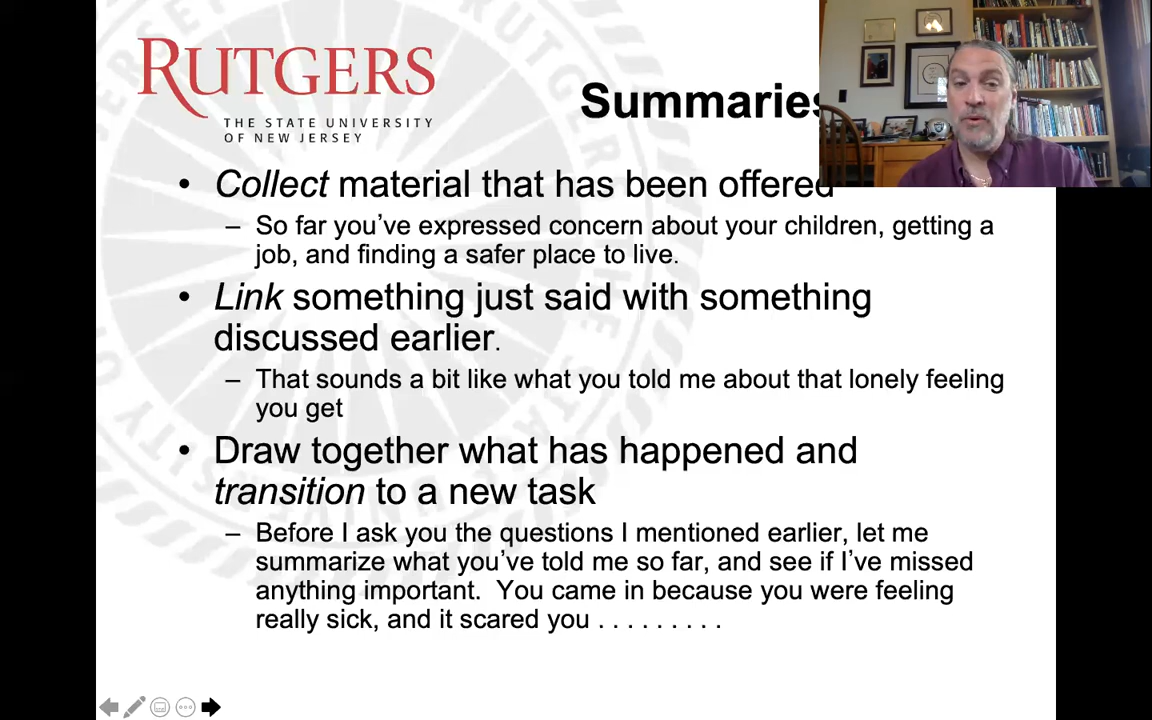 RUTGERS
THE STATE UNIVERSITY
OF NEW JERSEY
Summaries
• Collect material that has been offered
– So far you’ve expressed concern about your children, getting a
job, and finding a safer place to live.
• Link something just said with something
discussed earlier.
– That sounds a bit like what you told me about that lonely feeling
you get
• Draw together what has happened and
transition to a new task
– Before I ask you the questions I mentioned earlier, let me
summarize what you’ve told me so far, and see if I’ve missed
anything important.  You came in because you were feeling
really sick, and it scared you . . . . . . . . .